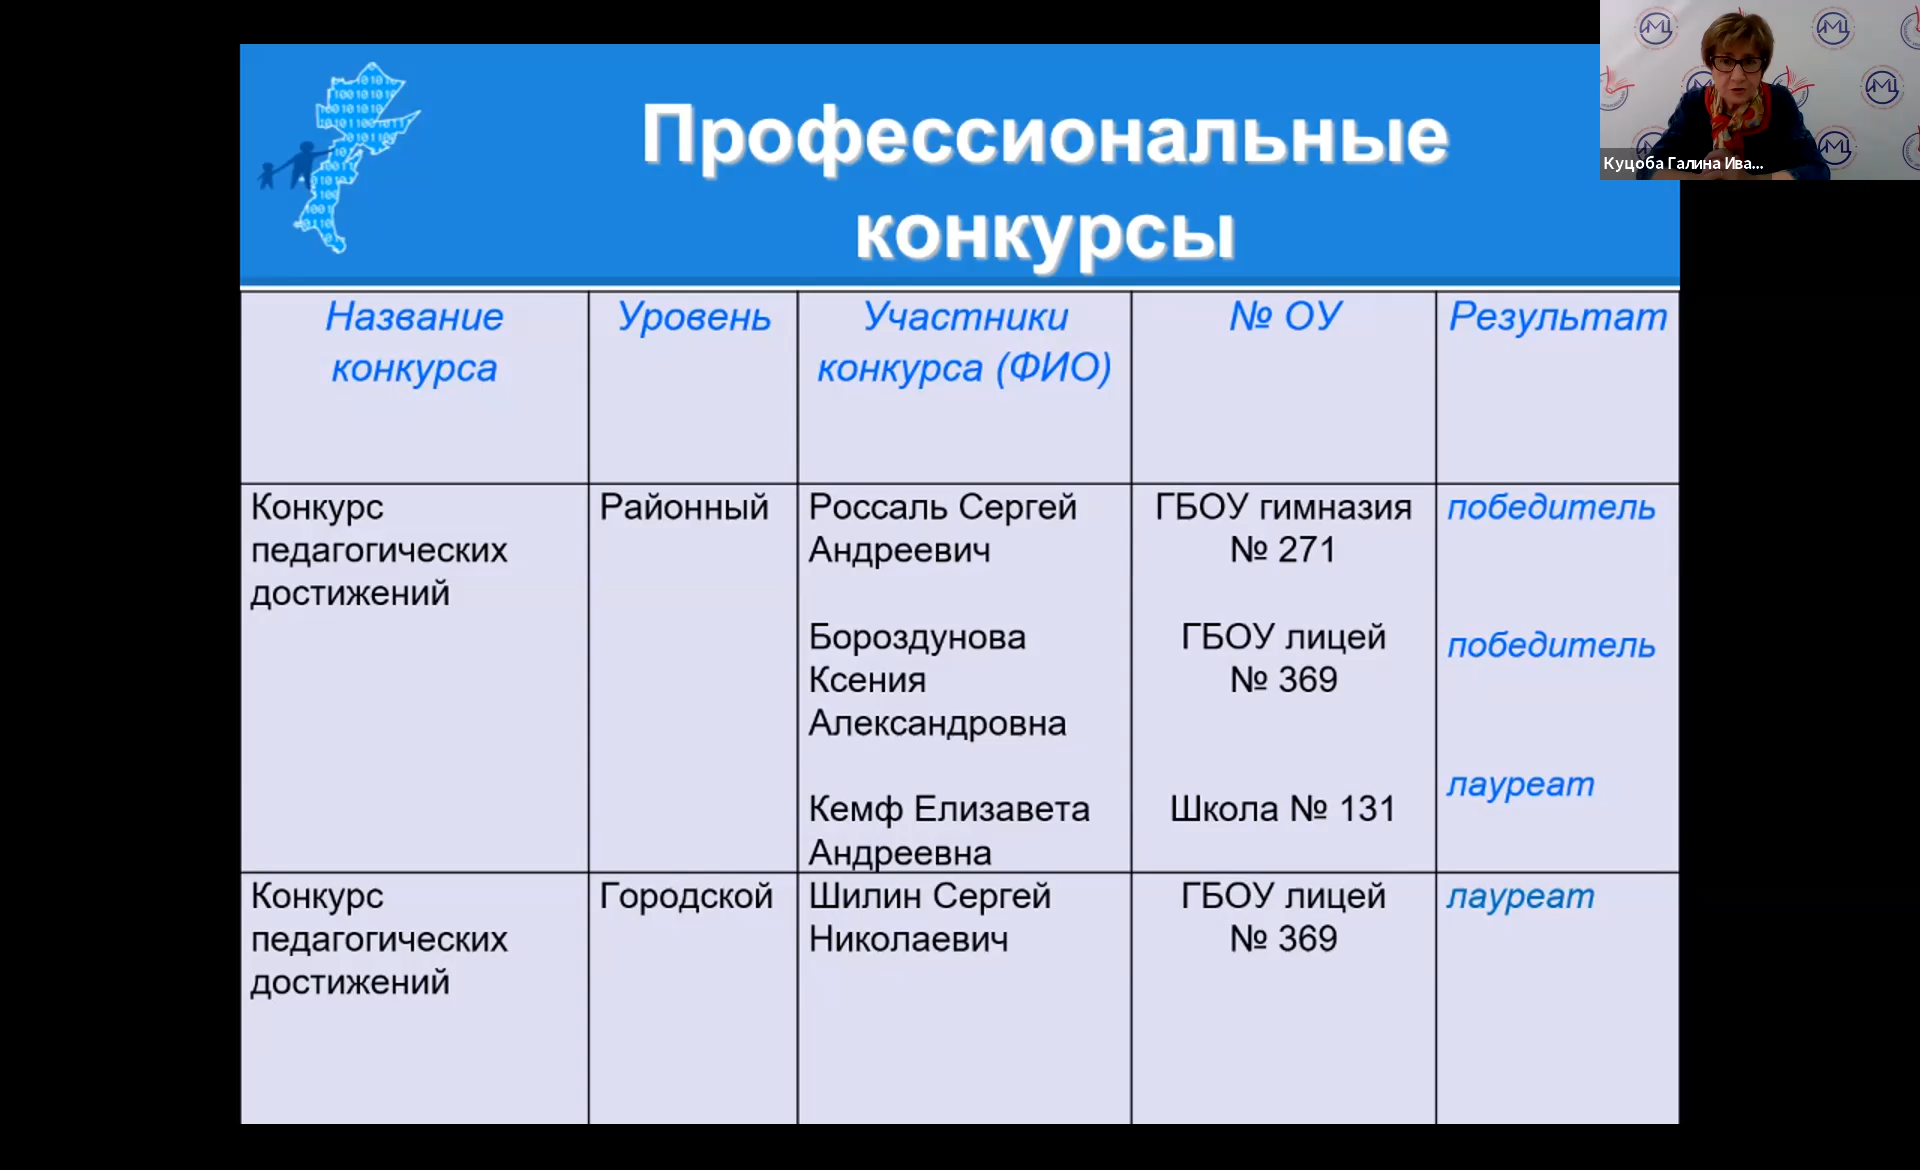 Профессиональные
конкурсы
Куцоба Галина Ива...
Название
конкурса
Уровень
Участники
конкурса (ФИО)
№ ОУ
Результат
Конкурс
педагогических
достижений
Районный
Россаль Сергей
Андреевич
ГБОУ гимназия
№ 271
победитель
Бороздунова
Ксения
Александровна
ГБОУ лицей
№ 369
победитель
Кемф Елизавета
Андреевна
Школа № 131
лауреат
Конкурс
педагогических
достижений
Городской
Шилин Сергей
Николаевич
ГБОУ лицей
№ 369
лауреат